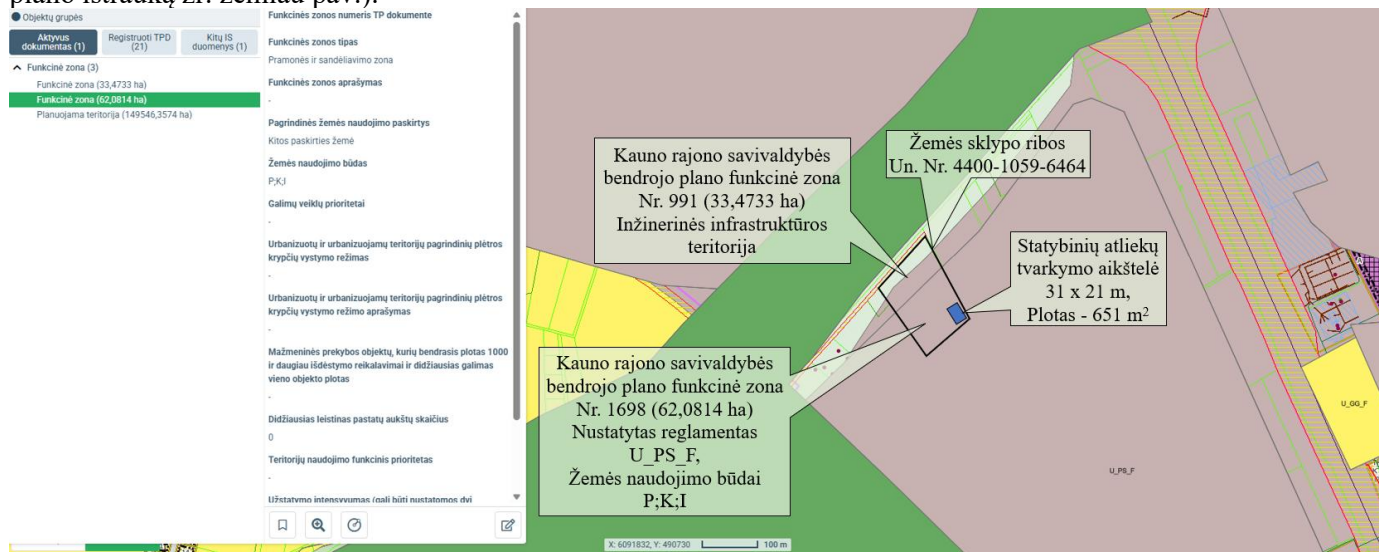 plano ištrauką žr. žemiau pav.).
Objektų grupės
Aktyvus
dokumentas (1)
Registruoti TPD
(21)
Kitų IS
duomenys (1)
Funkcinė zona (3)
Funkcinė zona (33,4733 ha)
Funkcinė zona (62,0814 ha)
Planuojama teritorija (149546,3574 ha)
Funkcinės zonos numeris TP dokumente
Funkcinės zonos tipas
Pramonės ir sandėliavimo zona
Funkcinės zonos aprašymas
-
Pagrindinės žemės naudojimo paskirtys
Kitos paskirties žemė
Žemės naudojimo būdas
P;K;I
Galimų veiklų prioritetai
-
Urbanizuotų ir urbanizuojamų teritorijų pagrindinių plėtros
krypčių vystymo režimas
-
Urbanizuotų ir urbanizuojamų teritorijų pagrindinių plėtros
krypčių vystymo režimo aprašymas
-
Mažmeninės prekybos objektų, kurių bendrasis plotas 1000
ir daugiau išdėstymo reikalavimai ir didžiausias galimas
vieno objekto plotas
-
Didžiausias leistinas pastatų aukštų skaičius
0
Teritorijų naudojimo funkcinis prioritetas
-
Užstatymo intensyvumas (gali būti nustatomos dvi
Kauno rajono savivaldybės
bendrojo plano funkcinė zona
Nr. 991 (33,4733 ha)
Inžinerinės infrastruktūros
teritorija
Žemės sklypo ribos
Un. Nr. 4400-1059-6464
Statybinių atliekų
tvarkymo aikštelė
31 x 21 m,
Plotas - 651 m²
Kauno rajono savivaldybės
bendrojo plano funkcinė zona
Nr. 1698 (62,0814 ha)
Nustatytas reglamentas
U_PS_F,
Žemės naudojimo būdai
P;K;I
U_GG_F
U_PS_F
X: 6091832, Y: 490730
100 m